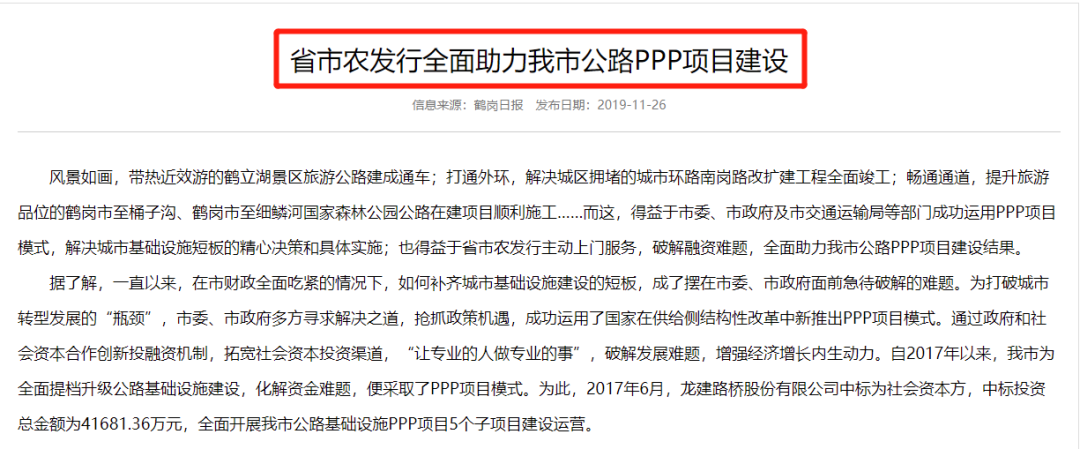 省市农发行全面助力我市公路PPP项目建设
信息来源：鹤岗日报 发布日期：2019-11-26
风景如画，带热近效游的鹤立湖景区旅游公路建成通车；打通外环，解决城区拥堵的城市环路南岗路改扩建工程全面竣工；畅通通道，提升旅游
品位的鹤岗市至桶子沟、鹤岗市至细鳞河国家森林公园公路在建项目顺利施工......而这，得益于市委、市政府及市交通运输局等部门成功运用PPP项目
模式，解决城市基础设施短板的精心决策和具体实施；也得益于省市农发行主动上门服务，破解融资难题，全面助力我市公路PPP项目建设结果。
据了解，一直以来，在市财政全面吃紧的情况下，如何补齐城市基础设施建设的短板，成了摆在市委、市政府面前急待破解的难题。为打破城市
转型发展的“瓶颈”，市委、市政府多方寻求解决之道，抢抓政策机遇，成功运用了国家在供给侧结构性改革中新推出PPP项目模式。通过政府和社
会资本合作创新投融资机制，拓宽社会资本投资渠道，“让专业的人做专业的事”，破解发展难题，增强经济增长内生动力。自2017年以来，我市为
全面提档升级公路基础设施建设，化解资金难题，便采取了PPP项目模式。为此，2017年6月，龙建路桥股份有限公司中标为社会资本方，中标投资
总金额为41681.36万元，全面开展我市公路基础设施PPP项目5个子项目建设运营。